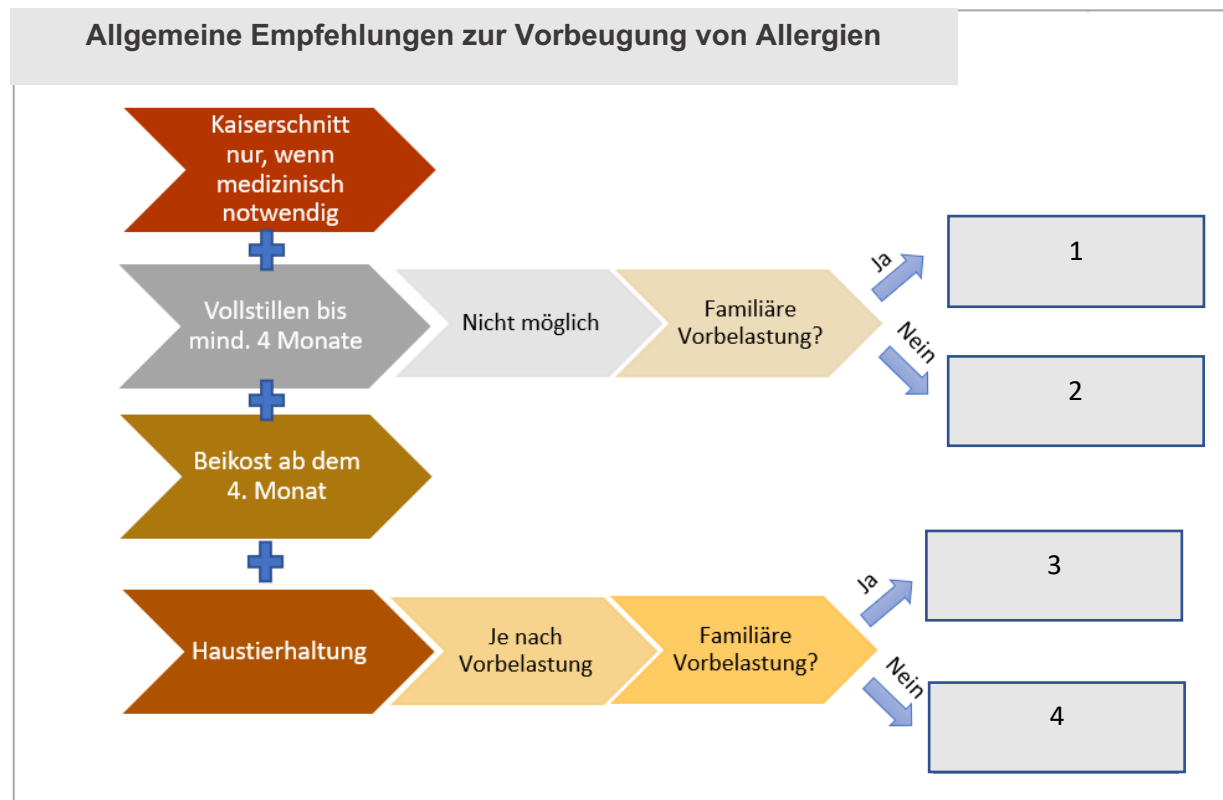 Allgemeine Empfehlungen zur Vorbeugung von Allergien
Kaiserschnitt
nur, wenn
medizinisch
notwendig
Vollstillen bis
mind. 4 Monate
Nicht möglich
Familiäre
Vorbelastung?
Ja
1
Nein
2
Beikost ab dem
4. Monat
Haustierhaltung
Je nach
Vorbelastung
Familiäre
Vorbelastung?
Ja
3
Nein
4